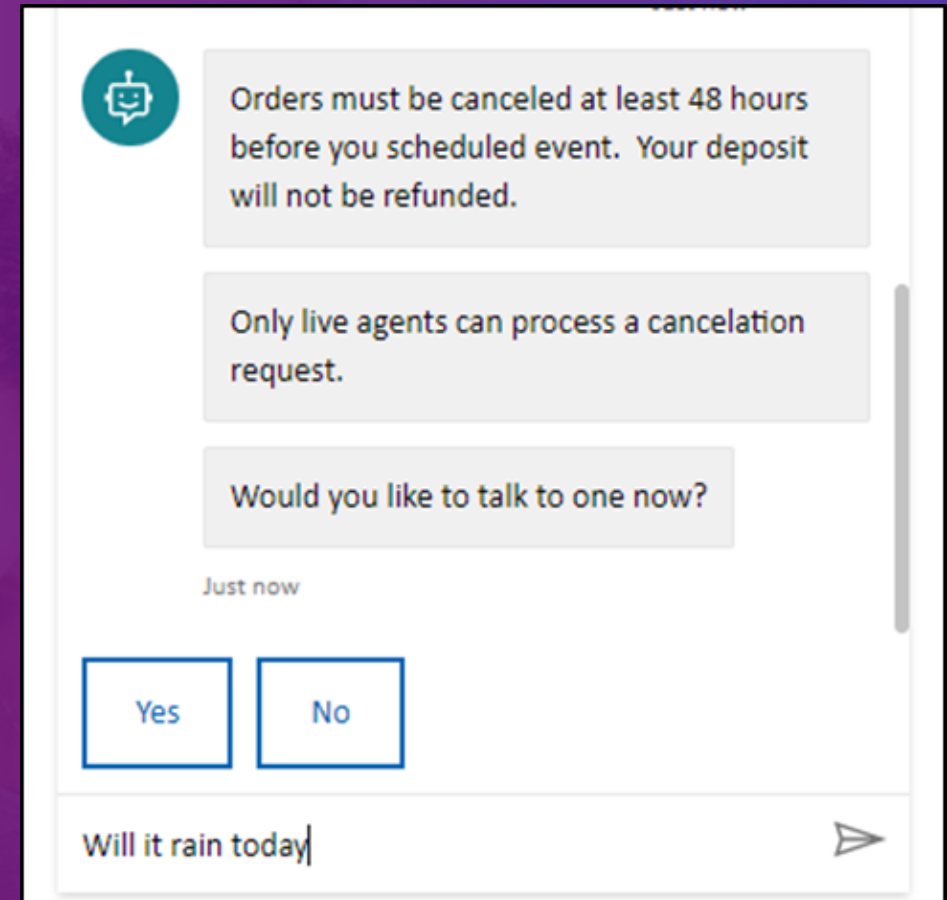 Orders must be canceled at least 48 hours
before you scheduled event.  Your deposit
will not be refunded.
Only live agents can process a cancelation
request.
Would you like to talk to one now?
Just now
Yes
No
Will it rain today